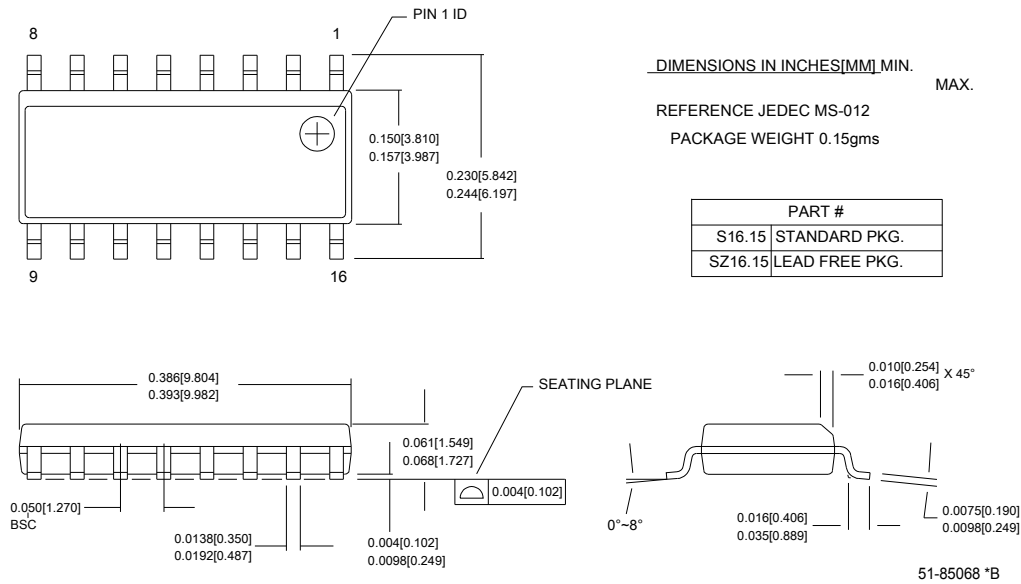 PIN 1 ID
8 1
DIMENSIONS IN INCHES[MM] MIN.
MAX.
REFERENCE JEDEC MS-012
PACKAGE WEIGHT 0.15gms
0.150[3.810]
0.157[3.987]
0.230[5.842]
0.244[6.197]
PART #
S16.15 STANDARD PKG.
SZ16.15 LEAD FREE PKG.
9 16
0.386[9.804]
0.393[9.982]
SEATING PLANE
0.010[0.254]
0.016[0.406]
X 45°
0.061[1.549]
0.068[1.727]
0.004[0.102]
0.050[1.270]
BSC
0.0138[0.350]
0.0192[0.487]
0.004[0.102]
0.0098[0.249]
0°~8°
0.016[0.406]
0.035[0.889]
0.0075[0.190]
0.0098[0.249]
51-85068 *B